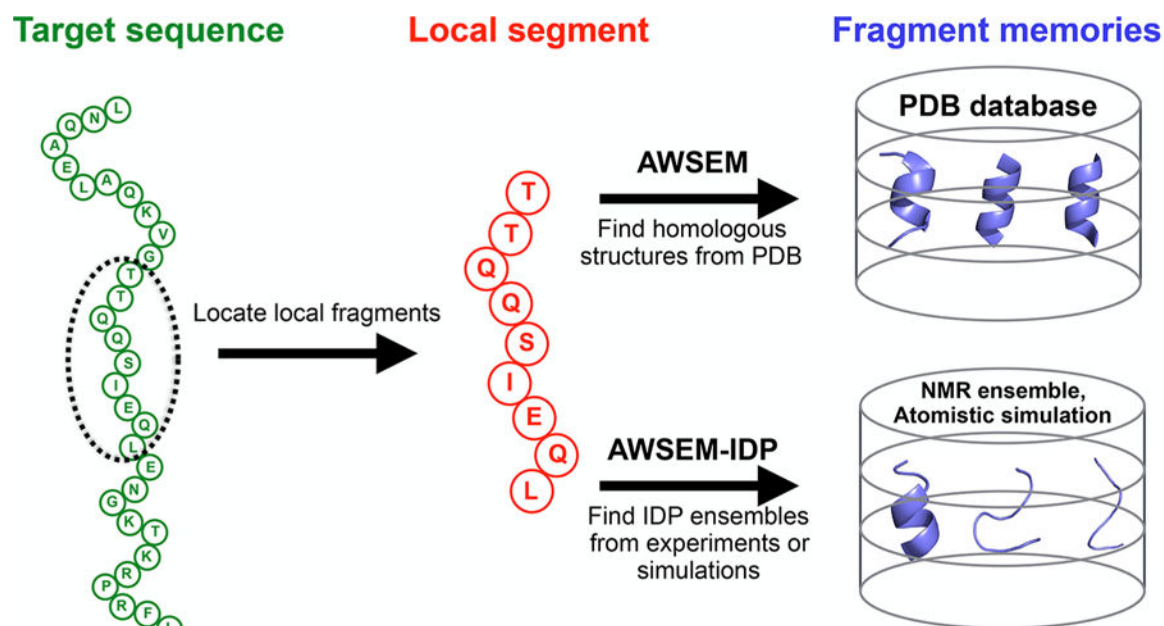 Target sequence
L N Q A E L A Q K V G T T Q Q S I E Q L E N G K T K R P R F
Locate local fragments
Local segment
T T Q Q S I E Q L
AWSEM
Find homologous
structures from PDB
AWSEM-IDP
Find IDP ensembles
from experiments or
simulations
Fragment memories
PDB database
NMR ensemble,
Atomistic simulation